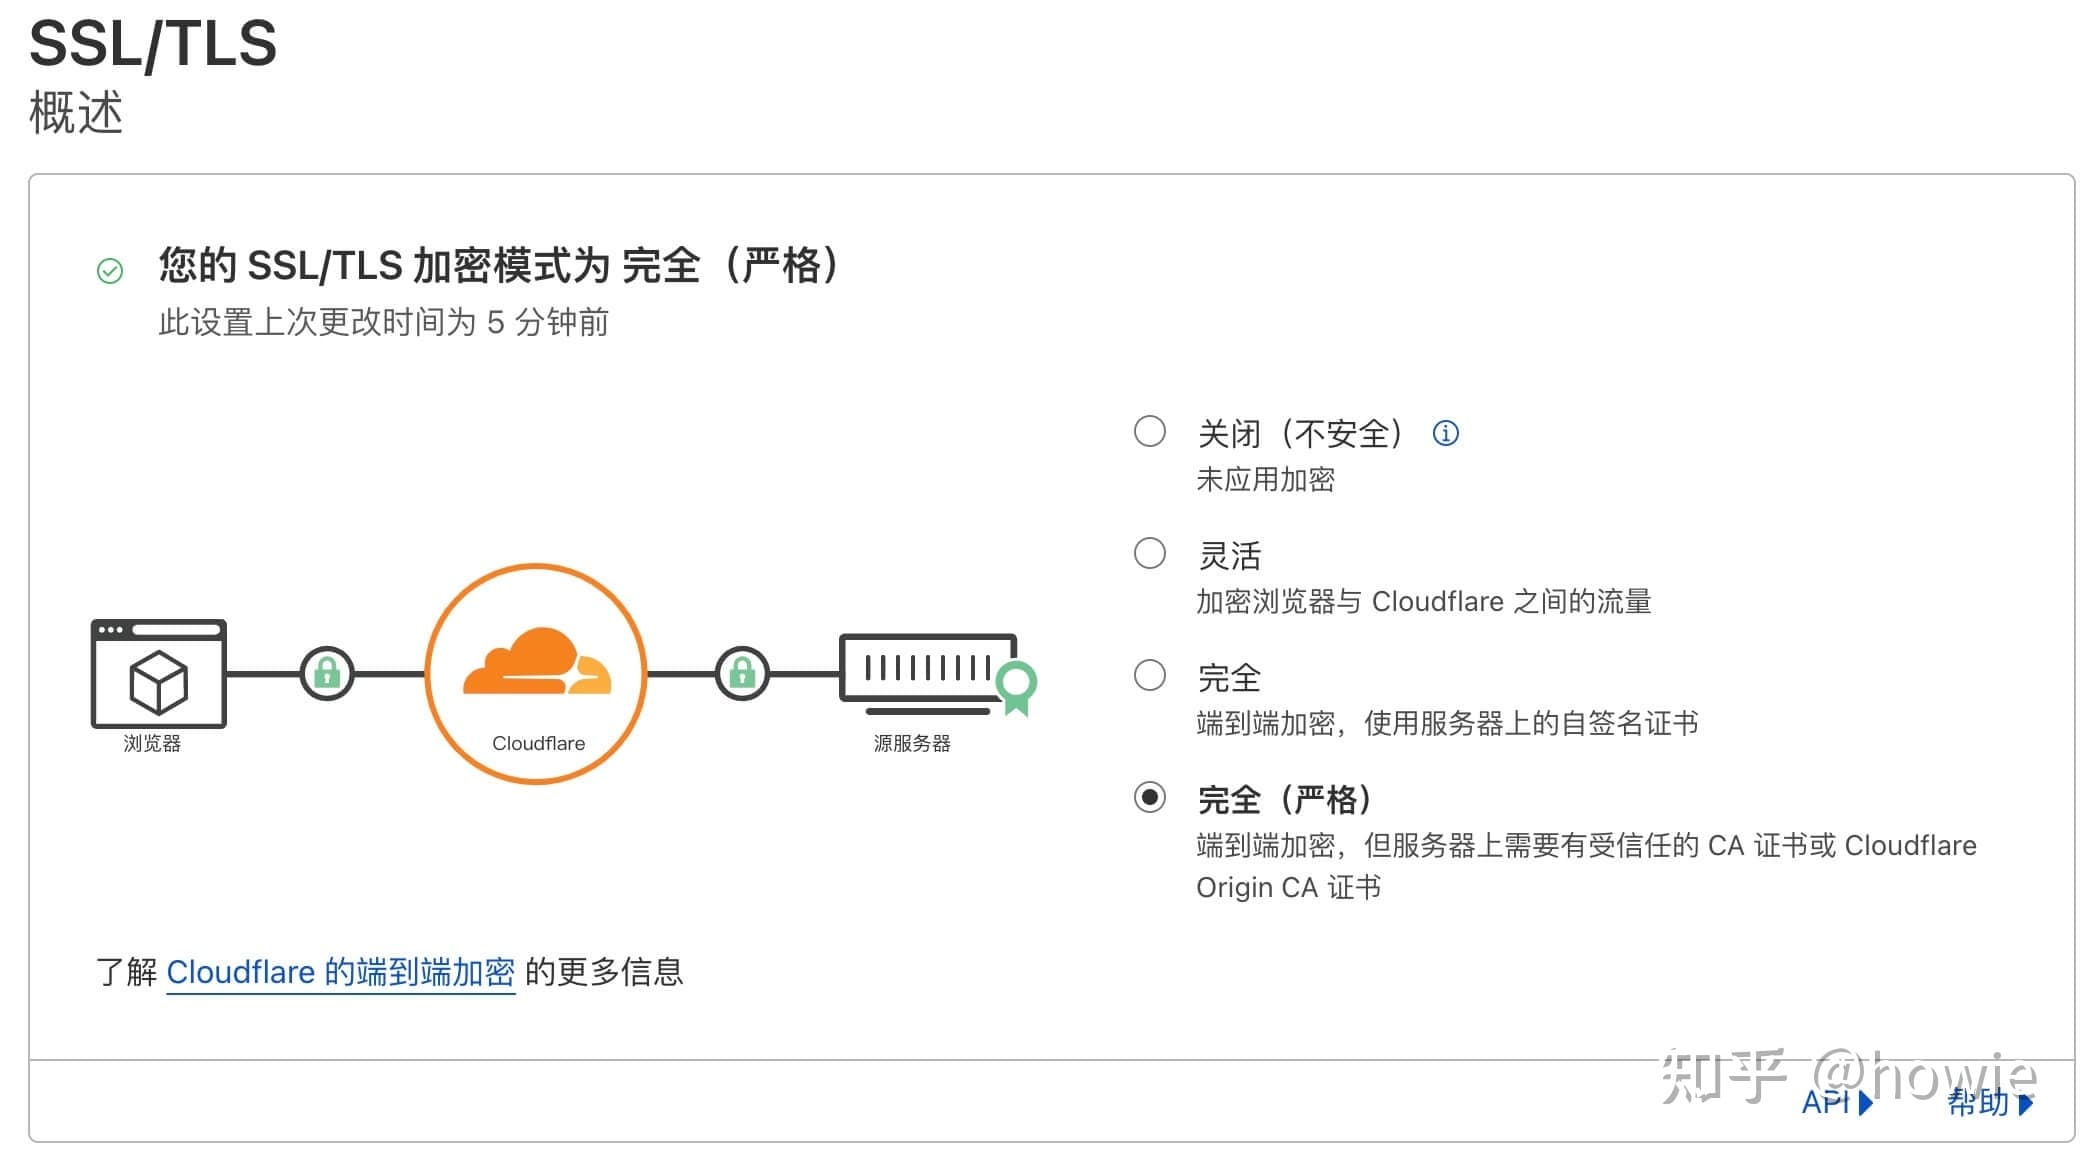 SSL/TLS
概述
您的 SSL/TLS 加密模式为 完全（严格）
此设置上次更改时间为 5 分钟前
关闭（不安全）
未应用加密
灵活
加密浏览器与 Cloudflare 之间的流量
完全
端到端加密，使用服务器上的自签名证书
完全（严格）
端到端加密，但服务器上需要有受信任的 CA 证书或 Cloudflare
Origin CA 证书
浏览器
Cloudflare
源服务器
了解 Cloudflare 的端到端加密 的更多信息
知乎 @howie
API
帮助